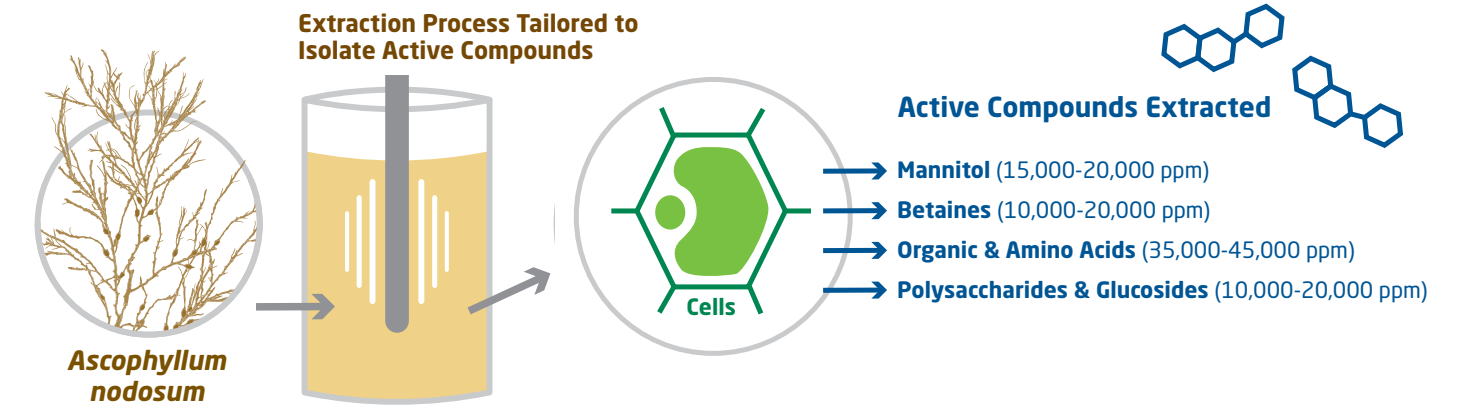 Extraction Process Tailored to
Isolate Active Compounds
Ascophyllum
nodosum
Cells
Active Compounds Extracted
Mannitol (15,000-20,000 ppm)
Betaines (10,000-20,000 ppm)
Organic & Amino Acids (35,000-45,000 ppm)
Polysaccharides & Glucosides (10,000-20,000 ppm)